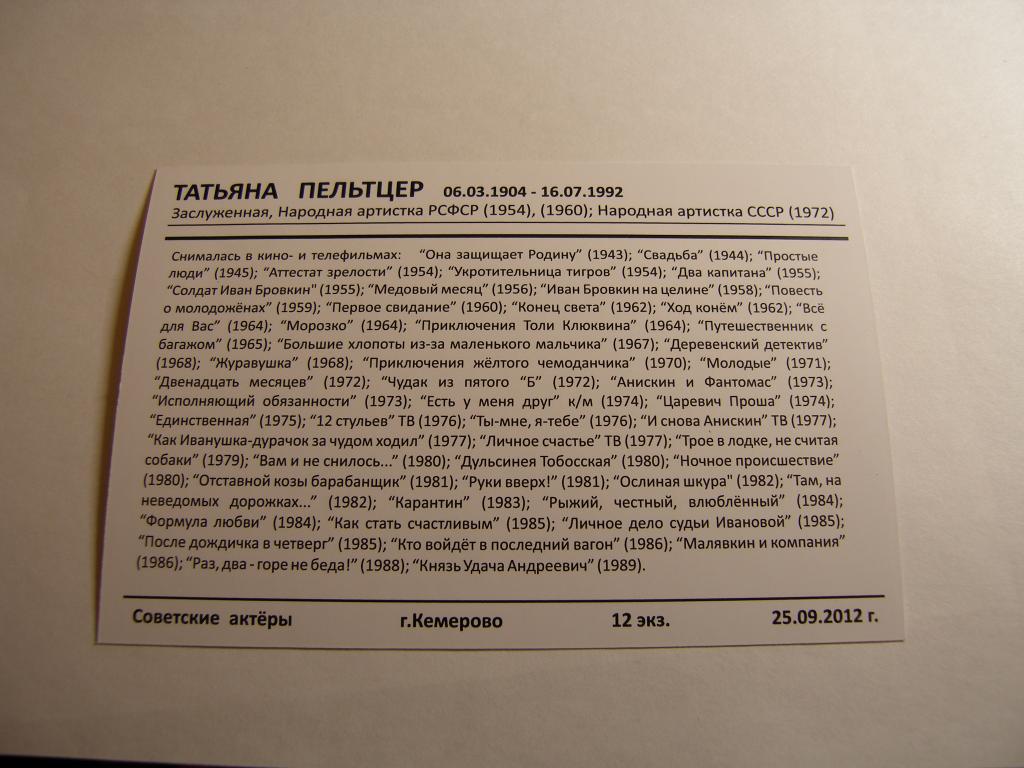 ТАТЬЯНА ПЕЛЬТЦЕР 06.03.1904 - 16.07.1992
Заслуженная, Народная артистка РСФСР (1954), (1960); Народная артистка СССР (1972)
Снималась в кино- и телефильмах: “Она защищает Родину” (1943); “Свадьба” (1944); “Простые
люди” (1945); “Аттестат зрелости” (1954); “Укротительница тигров” (1954); “Два капитана” (1955);
“Солдат Иван Бровкин" (1955); “Медовый месяц” (1956); “Иван Бровкин на целине” (1958); “Повесть
о молодожёнах” (1959); “Первое свидание” (1960); “Конец света” (1962); “Ход конём” (1962); “Всё
для Вас” (1964); “Морозко” (1964); “Приключения Толи Клюквина” (1964); “Путешественник с
багажом” (1965); “Большие хлопоты из-за маленького мальчика” (1967); “Деревенский детектив”
(1968); “Журавушка” (1968); “Приключения жёлтого чемоданчика” (1970); “Молодые” (1971);
“Двенадцать месяцев” (1972); “Чудак из пятого “Б” (1972); “Анискин и Фантомас” (1973);
“Исполняющий обязанности” (1973); “Есть у меня друг” к/м (1974); “Царевич Проша” (1974);
“Единственная” (1975); “12 стульев” ТВ (1976); “Ты-мне, я-тебе” (1976); “И снова Анискин” ТВ (1977);
“Как Иванушка-дурачок за чудом ходил” (1977); “Личное счастье” ТВ (1977); “Трое в лодке, не считая
собаки” (1979); “Вам и не снилось...” (1980); “Дульсинея Тобосская” (1980); “Ночное происшествие”
(1980); “Отставной козы барабанщик” (1981); “Руки вверх!” (1981); “Ослиная шкура" (1982); “Там, на
неведомых дорожках...” (1982); “Карантин” (1983); “Рыжий, честный, влюблённый” (1984);
“Формула любви” (1984); “Как стать счастливым” (1985); “Личное дело судьи Ивановой” (1985);
“После дождичка в четверг” (1985); “Кто войдёт в последний вагон” (1986); “Малявкин и компания”
(1986); “Раз, два - горе не беда!” (1988); “Князь Удача Андреевич” (1989).
Советские актёры г.Кемерово 12 экз. 25.09.2012 г.